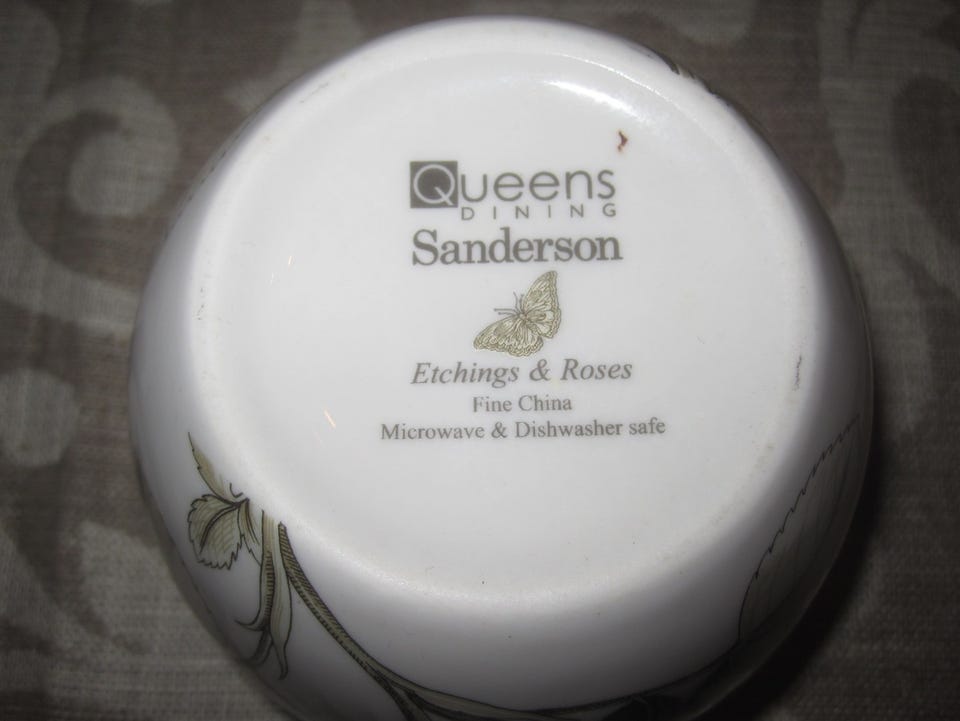 Queens
DINING
Sanderson
Etchings & Roses
Fine China
Microwave & Dishwasher safe